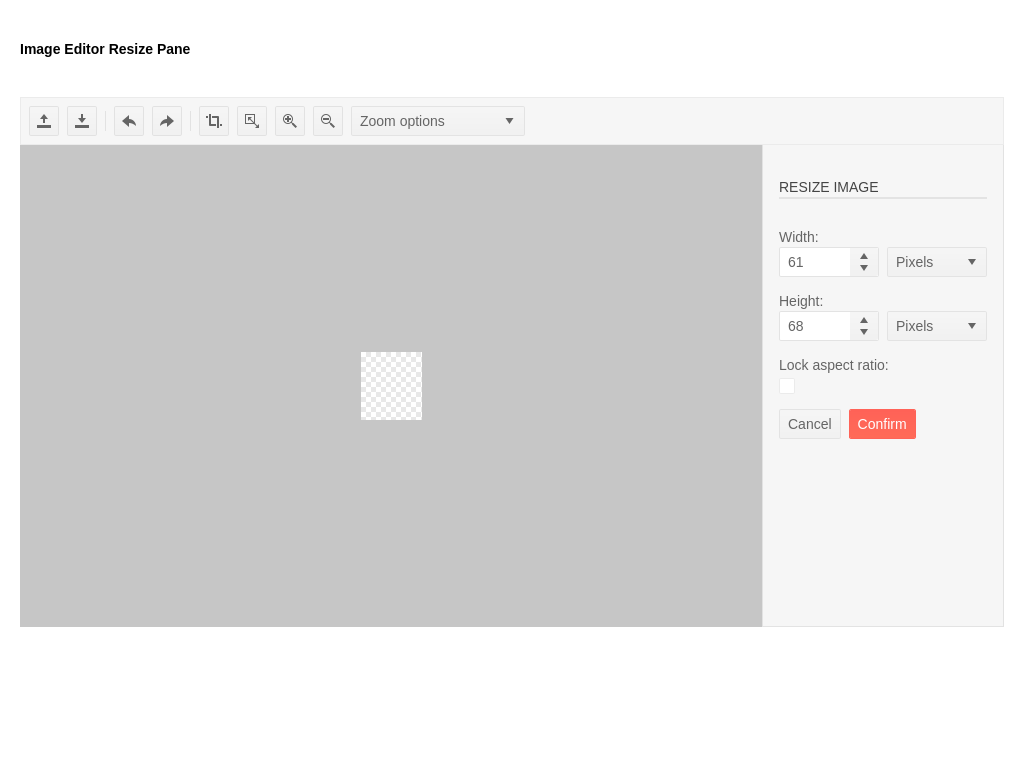 Image Editor Resize Pane
Zoom options
RESIZE IMAGE
Width:
61 Pixels
Height:
68 Pixels
Lock aspect ratio:
Cancel Confirm